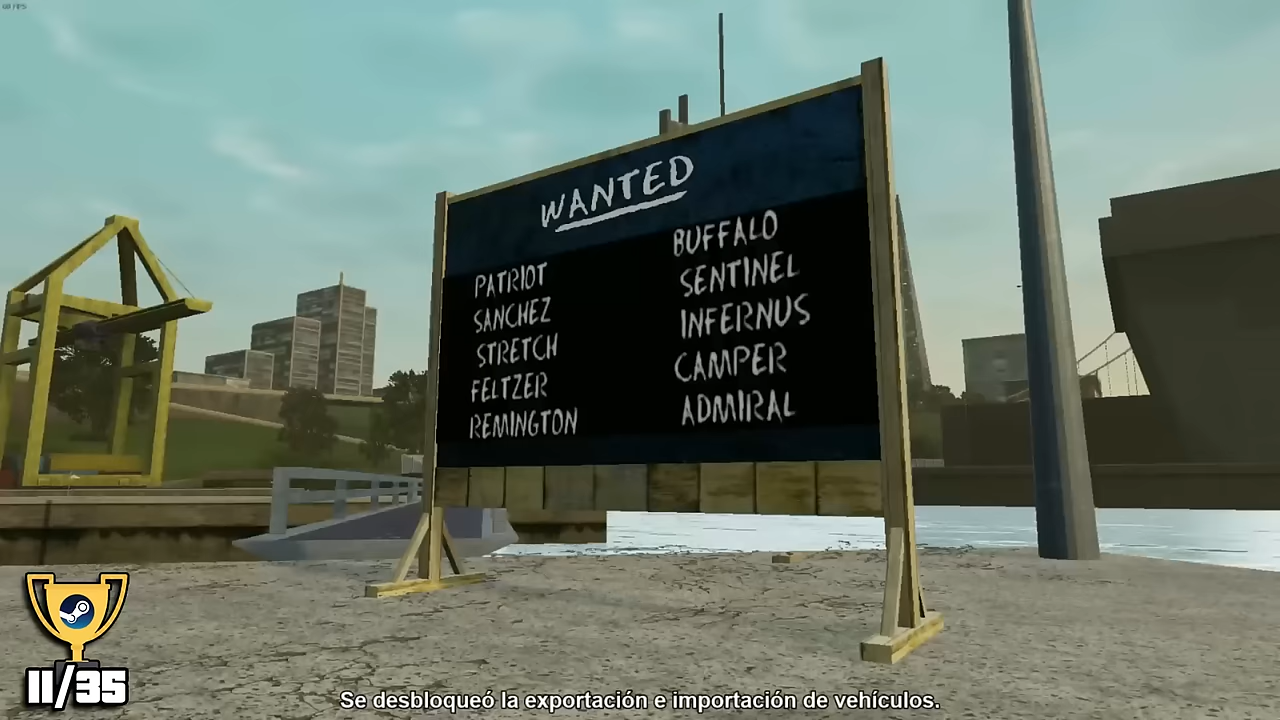 WANTED
PATRIOT
SANCHEZ
STRETCH
FELTZER
REMINGTON
BUFFALO
SENTINEL
INFERNUS
CAMPER
ADMIRAL
11/35
Se desbloqueó la exportación e importación de vehículos.